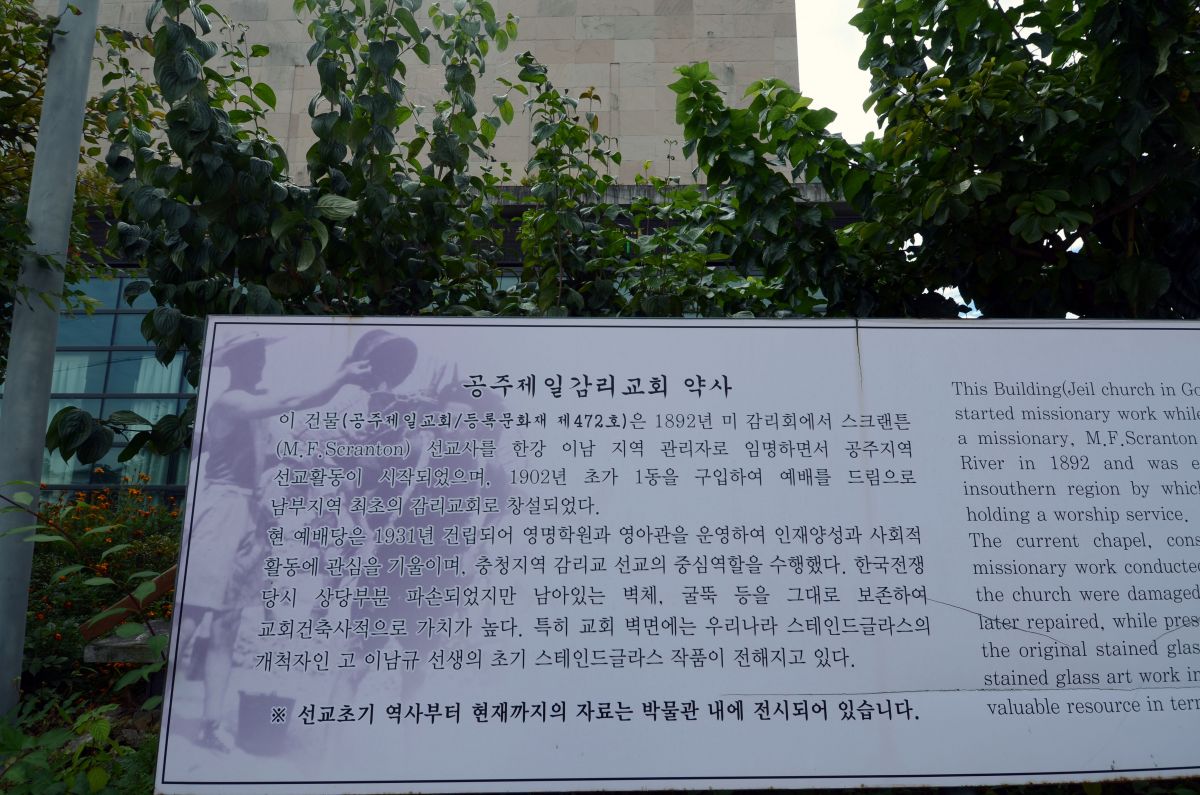 공주제일감리교회 약사
이 건물(공주제일교회/등록문화재 제472호)은 1892년 미 감리회에서 스크랜튼
(M.F.Scranton) 선교사를 한강 이남 지역 관리자로 임명하면서 공주지역
선교활동이 시작되었으며, 1902년 초가 1동을 구입하여 예배를 드림으로
남부지역 최초의 감리교회로 창설되었다.
현 예배당은 1931년 건립되어 영명학원과 영아관을 운영하여 인재양성과 사회적
활동에 관심을 기울이며, 충청지역 감리교 선교의 중심역할을 수행했다. 한국전쟁
당시 상당부분 파손되었지만 남아있는 벽체, 굴뚝 등을 그대로 보존하여
교회건축사적으로 가치가 높다. 특히 교회 벽면에는 우리나라 스테인드글라스의
개척자인 고 이남규 선생의 초기 스테인드글라스 작품이 전해지고 있다.
※ 선교초기 역사부터 현재까지의 자료는 박물관 내에 전시되어 있습니다.
This Building(Jeil church in Go
started missionary work while
a missionary, M.F.Scranton
River in 1892 and was e
insouthern region by which
holding a worship service.
The current chapel, cons
missionary work conducted
the church were damaged
later repaired, while pres
the original stained glas
stained glass art work in
valuable resource in term